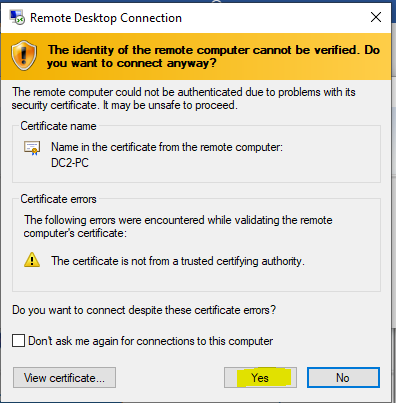 Remote Desktop Connection
The identity of the remote computer cannot be verified. Do
you want to connect anyway?
The remote computer could not be authenticated due to problems with its
security certificate. It may be unsafe to proceed.
Certificate name
Name in the certificate from the remote computer:
DC2-PC
Certificate errors
The following errors were encountered while validating the remote
computer's certificate:
The certificate is not from a trusted certifying authority.
Do you want to connect despite these certificate errors?
Don't ask me again for connections to this computer
View certificate... Yes No